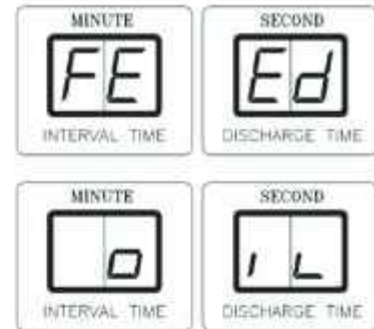 MINUTE SECOND
FE Ed
INTERVAL TIME DISCHARGE TIME
MINUTE SECOND
o iL
INTERVAL TIME DISCHARGE TIME